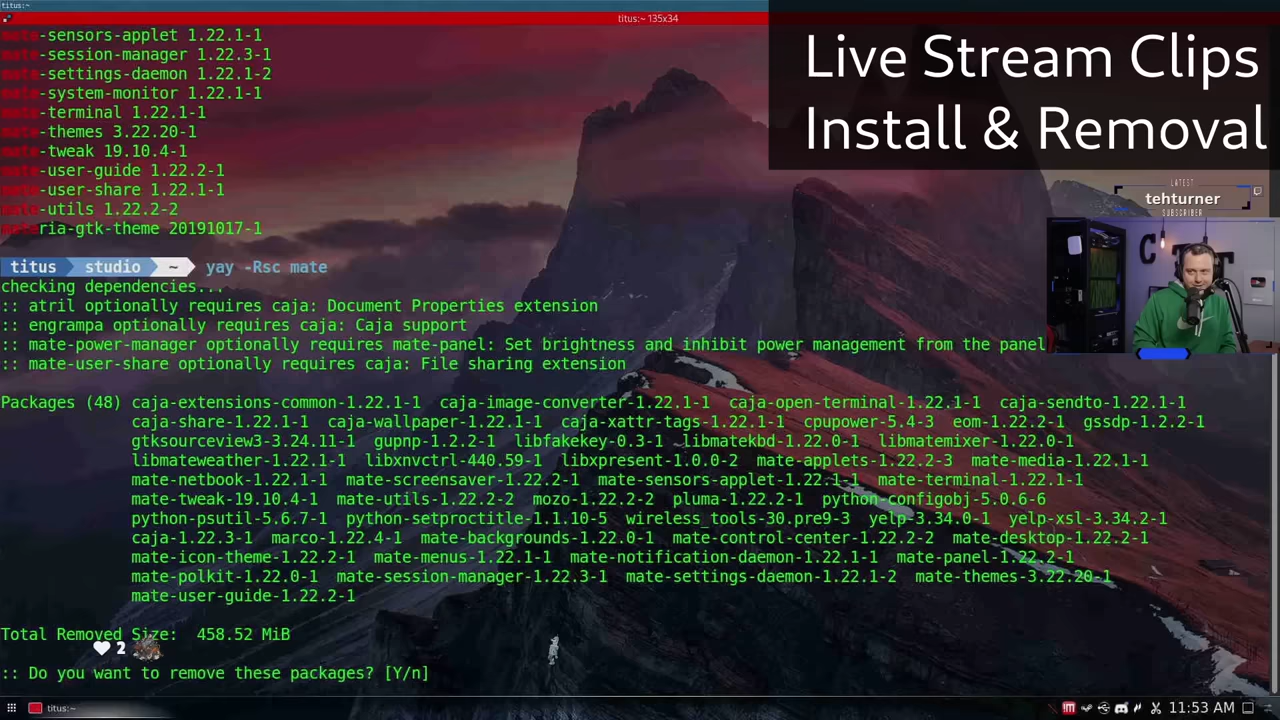 titus:~
titus:~ 135x34
mate-sensors-applet 1.22.1-1
mate-session-manager 1.22.3-1
mate-settings-daemon 1.22.1-2
mate-system-monitor 1.22.1-1
mate-terminal 1.22.1-1
mate-themes 3.22.20-1
mate-tweak 19.10.4-1
mate-user-guide 1.22.2-1
mate-user-share 1.22.1-1
mate-utils 1.22.2-2
materia-gtk-theme 20191017-1
Live Stream Clips
Install & Removal
LATEST
tehturner
SUBSCRIBER
titus studio ~ yay -Rsc mate
checking dependencies...
:: atril optionally requires caja: Document Properties extension
:: engrampa optionally requires caja: Caja support
:: mate-power-manager optionally requires mate-panel: Set brightness and inhibit power management from the panel
:: mate-user-share optionally requires caja: File sharing extension
Packages (48) caja-extensions-common-1.22.1-1 caja-image-converter-1.22.1-1 caja-open-terminal-1.22.1-1 caja-sendto-1.22.1-1
caja-share-1.22.1-1 caja-wallpaper-1.22.1-1 caja-xattr-tags-1.22.1-1 cpupower-5.4-3 eom-1.22.2-1 gssdp-1.2.2-1
gtksourceview3-3.24.11-1 gupnp-1.2.2-1 libfakekey-0.3-1 libmatekbd-1.22.0-1 libmatemixer-1.22.0-1
libmateweather-1.22.1-1 libxnvctrl-440.59-1 libxpresent-1.0.0-2 mate-applets-1.22.2-3 mate-media-1.22.1-1
mate-netbook-1.22.1-1 mate-screensaver-1.22.2-1 mate-sensors-applet-1.22.1-1 mate-terminal-1.22.1-1
mate-tweak-19.10.4-1 mate-utils-1.22.2-2 mozo-1.22.2-2 pluma-1.22.2-1 python-configobj-5.0.6-6
python-psutil-5.6.7-1 python-setproctitle-1.1.10-5 wireless_tools-30.pre9-3 yelp-3.34.0-1 yelp-xsl-3.34.2-1
caja-1.22.3-1 marco-1.22.4-1 mate-backgrounds-1.22.0-1 mate-control-center-1.22.2-2 mate-desktop-1.22.2-1
mate-icon-theme-1.22.2-1 mate-menus-1.22.1-1 mate-notification-daemon-1.22.1-1 mate-panel-1.22.2-1
mate-polkit-1.22.0-1 mate-session-manager-1.22.3-1 mate-settings-daemon-1.22.1-2 mate-themes-3.22.20-1
mate-user-guide-1.22.2-1
Total Removed Size: 458.52 MiB
2
:: Do you want to remove these packages? [Y/n]
titus:~
11:53 AM